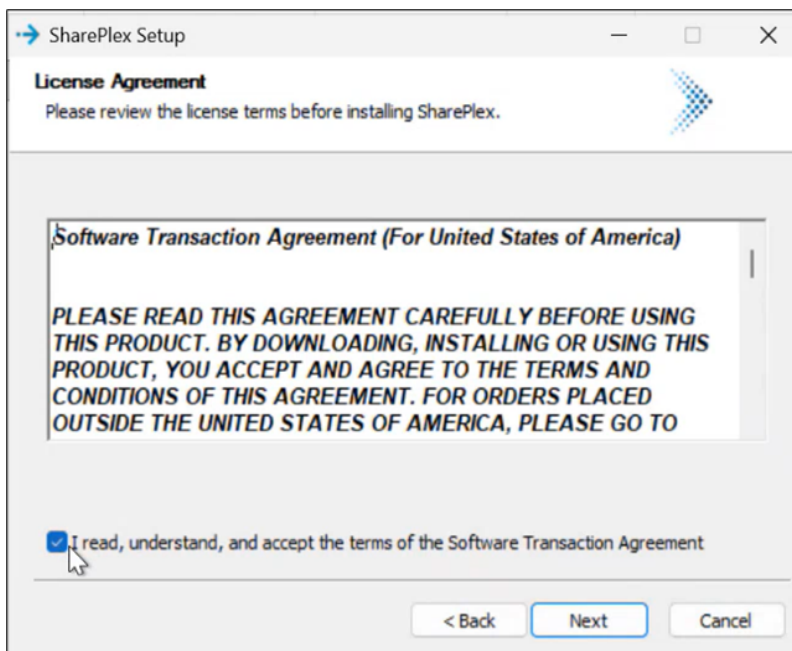 SharePlex Setup
License Agreement
Please review the license terms before installing SharePlex.
Software Transaction Agreement (For United States of America)
PLEASE READ THIS AGREEMENT CAREFULLY BEFORE USING
THIS PRODUCT. BY DOWNLOADING, INSTALLING OR USING THIS
PRODUCT, YOU ACCEPT AND AGREE TO THE TERMS AND
CONDITIONS OF THIS AGREEMENT. FOR ORDERS PLACED
OUTSIDE THE UNITED STATES OF AMERICA, PLEASE GO TO
I read, understand, and accept the terms of the Software Transaction Agreement
< Back Next Cancel